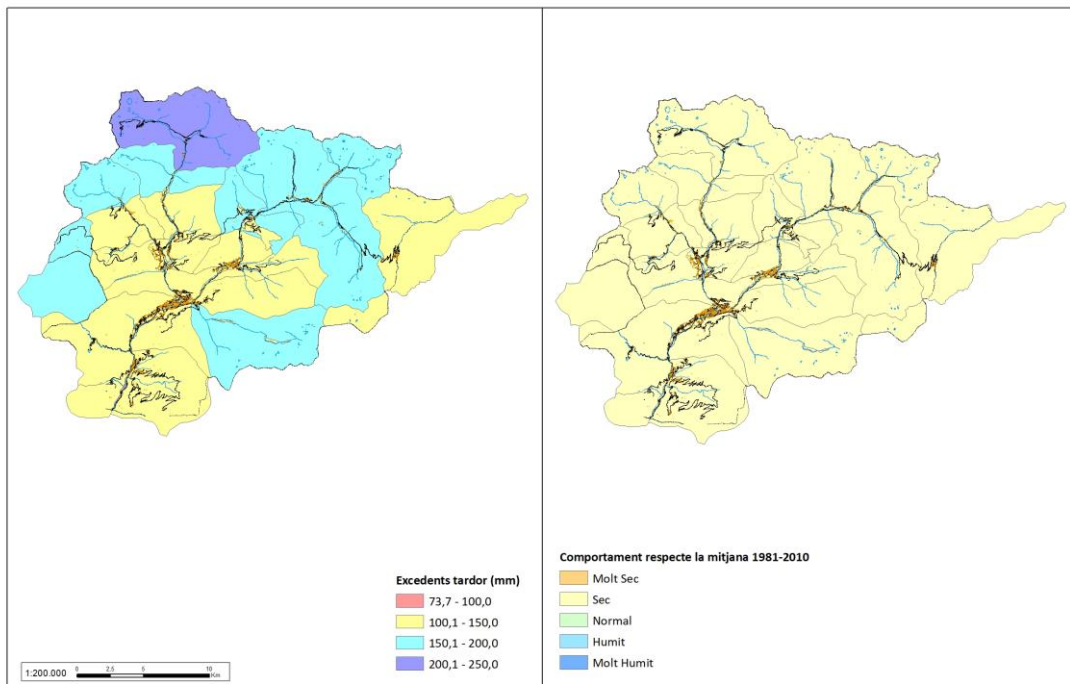 Excedents tardor (mm)
73,7 - 100,0
100,1 - 150,0
150,1 - 200,0
200,1 - 250,0
1:200.000
0 2,5 5 10
Km
Comportament respecte la mitjana 1981-2010
Molt Sec
Sec
Normal
Humit
Molt Humit